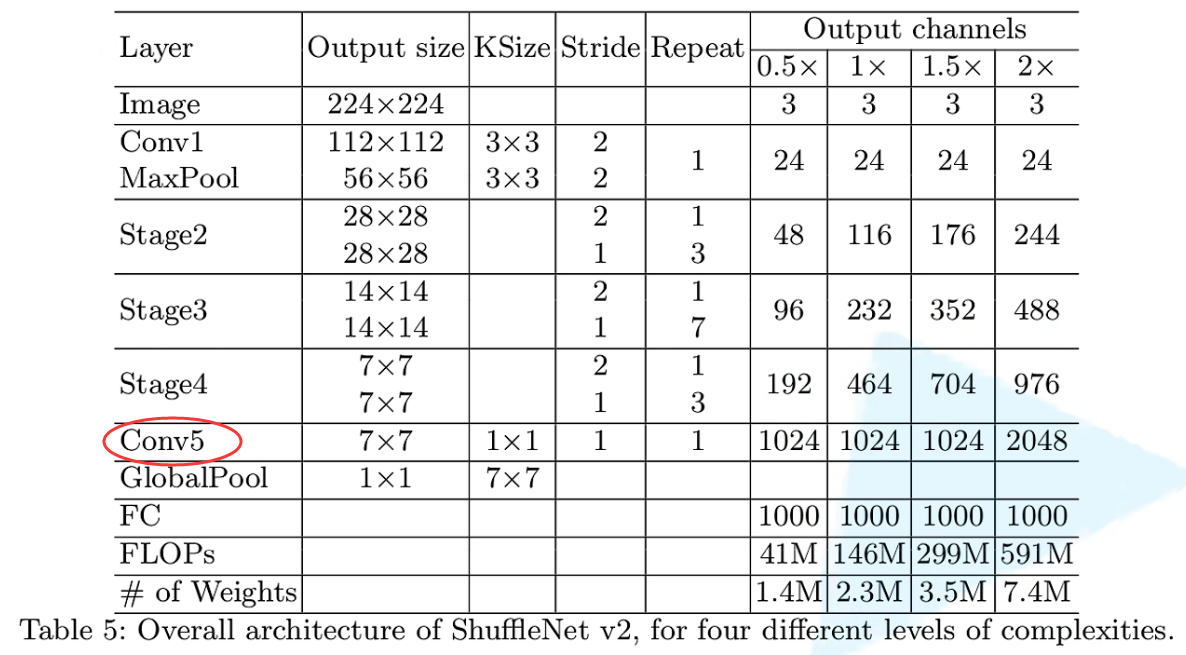 Layer Output size KSize Stride Repeat Output channels
0.5× 1× 1.5× 2×
Image 224×224 3 3 3 3
Conv1 112×112 3×3 2 1 24 24 24 24
MaxPool 56×56 3×3 2
Stage2 28×28 2 1 48 116 176 244
28×28 1 3
Stage3 14×14 2 1 96 232 352 488
14×14 1 7
Stage4 7×7 2 1 192 464 704 976
7×7 1 3
Conv5 7×7 1×1 1 1 1024 1024 1024 2048
GlobalPool 1×1 7×7
FC 1000 1000 1000 1000
FLOPs 41M 146M 299M 591M
# of Weights 1.4M 2.3M 3.5M 7.4M
Table 5: Overall architecture of ShuffleNet v2, for four different levels of complexities.